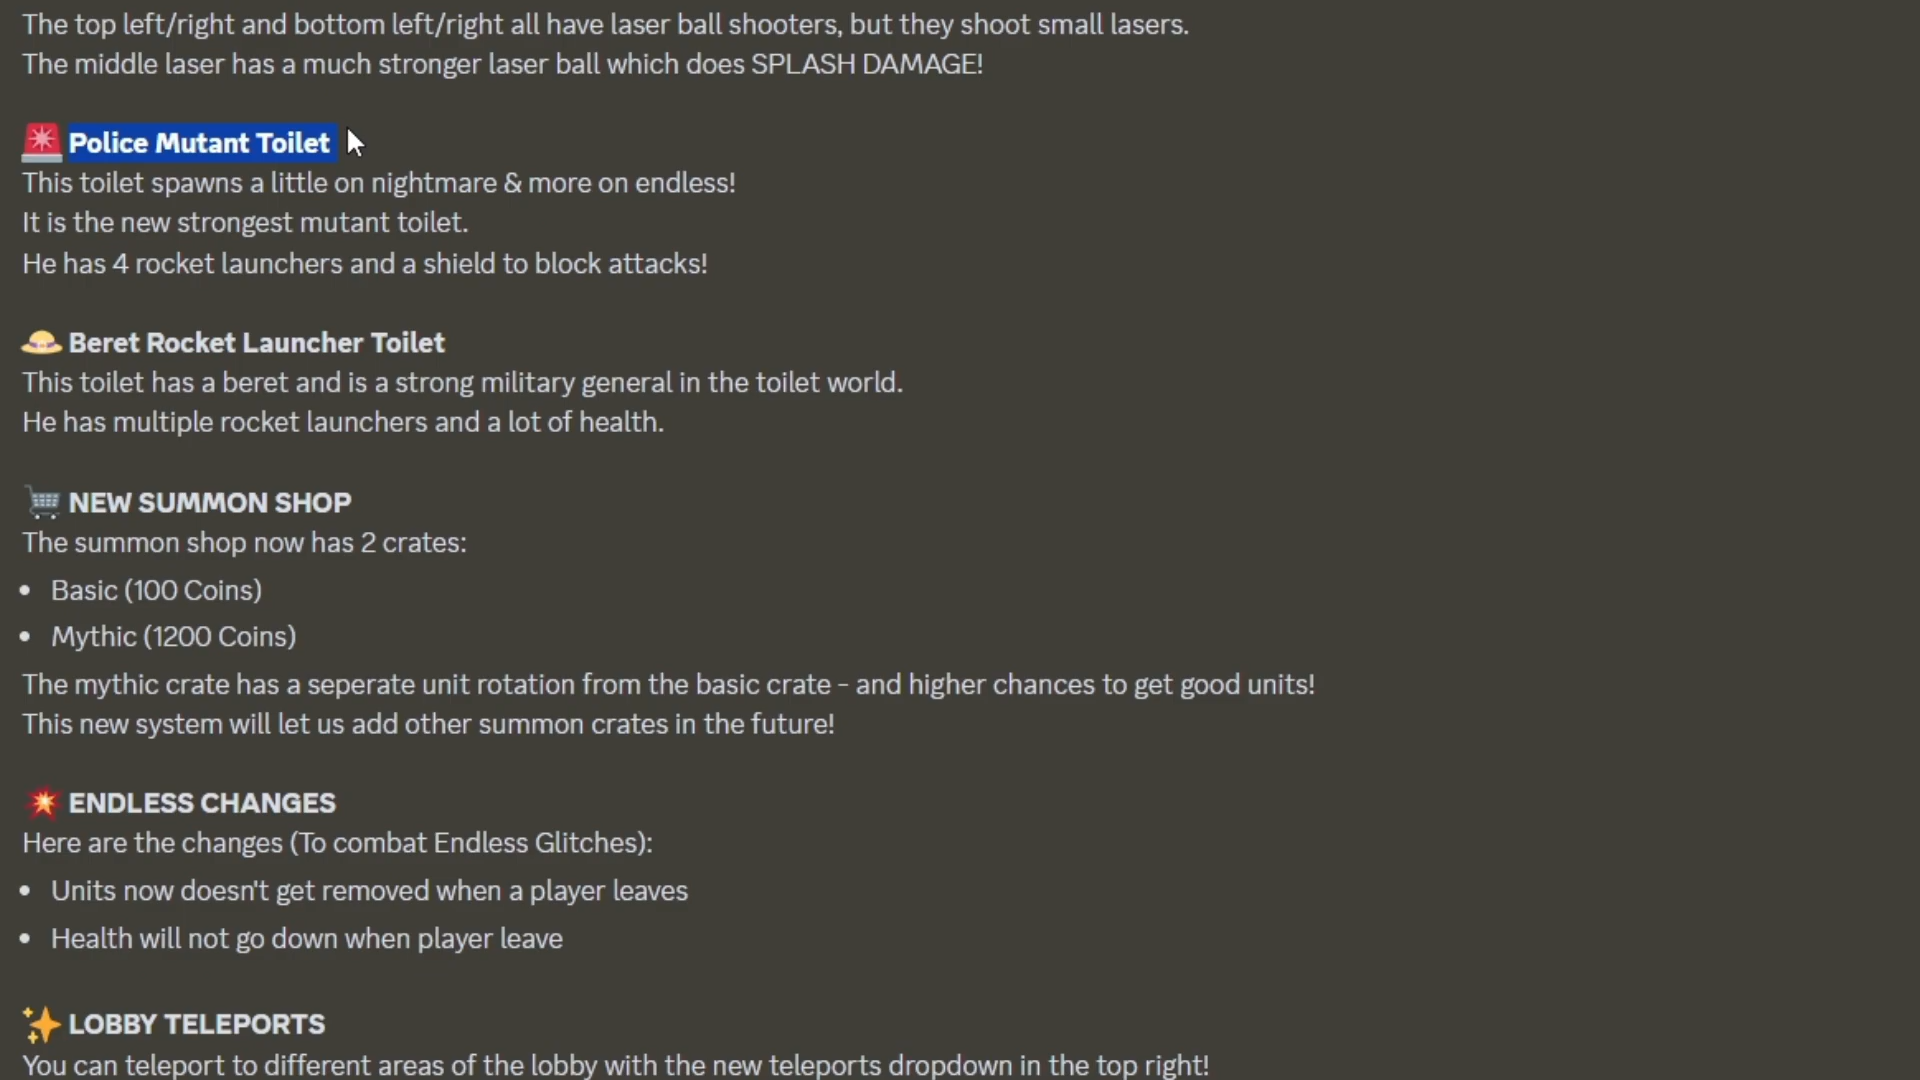 The top left/right and bottom left/right all have laser ball shooters, but they shoot small lasers.
The middle laser has a much stronger laser ball which does SPLASH DAMAGE!
Police Mutant Toilet
This toilet spawns a little on nightmare & more on endless!
It is the new strongest mutant toilet.
He has 4 rocket launchers and a shield to block attacks!
Beret Rocket Launcher Toilet
This toilet has a beret and is a strong military general in the toilet world.
He has multiple rocket launchers and a lot of health.
NEW SUMMON SHOP
The summon shop now has 2 crates:
• Basic (100 Coins)
• Mythic (1200 Coins)
The mythic crate has a seperate unit rotation from the basic crate - and higher chances to get good units!
This new system will let us add other summon crates in the future!
ENDLESS CHANGES
Here are the changes (To combat Endless Glitches):
• Units now doesn't get removed when a player leaves
• Health will not go down when player leave
LOBBY TELEPORTS
You can teleport to different areas of the lobby with the new teleports dropdown in the top right!